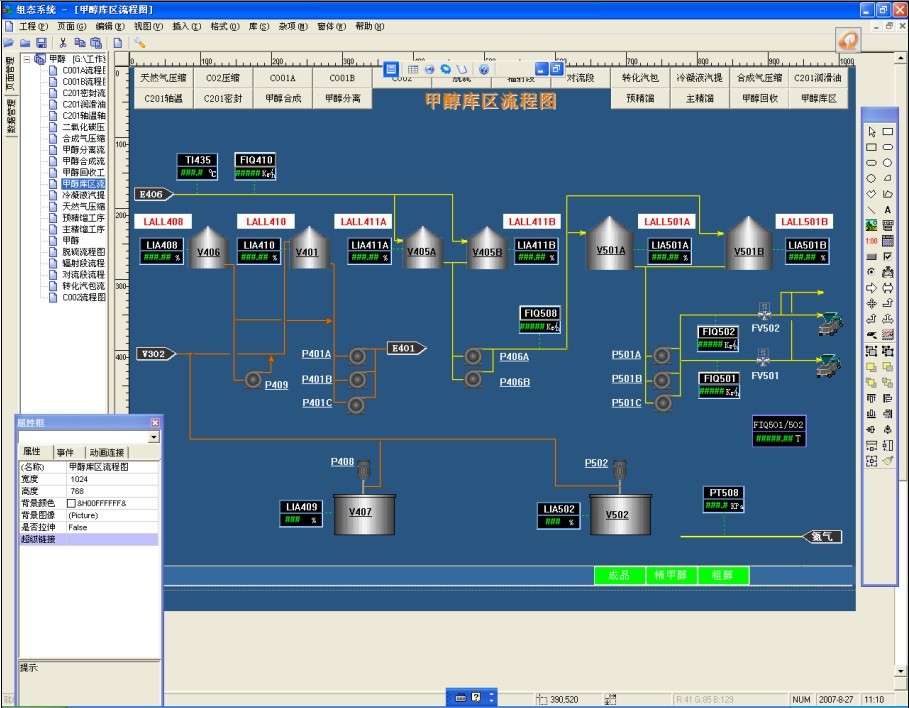 组态系统 - [甲醇库区流程图]
工程(P) 页面(G) 编辑(E) 视图(V) 插入(I) 格式(O) 库(S) 杂项(M) 窗体(W) 帮助(H)
页面管理
数据管理
甲醇 [G:\工作
C001A流程
C001B流程
C201密封流
C201润滑油
C201轴温轴
二氧化碳压
合成气压缩
甲醇分离流
甲醇合成流
甲醇回收工
甲醇库区流
冷凝液汽提
天然气压缩
预精馏工序
主精馏工序
甲醇
脱硫流程图
辐射段流程
对流段流程
转化汽包流
C002流程图
天然气压缩 CO2压缩 C001A C001B C002 脱硫 辐射段 对流段 转化汽包 冷凝液汽提 合成气压缩 C201润滑油
C201轴温 C201密封 甲醇合成 甲醇分离 预精馏 主精馏 甲醇回收 甲醇库区
甲醇库区流程图
TI435
###.# ℃
FIQ410
#####
E406
LALL408 LALL410 LALL411A LALL411B LALL501A LALL501B
LIA408
###.## %
V406
LIA410
###.## %
V401
LIA411A
###.## %
V405A
V405B
LIA411B
###.## %
V501A
LIA501A
###.## %
V501B
LIA501B
###.## %
FIQ508
#####
V302
P409
P401A
P401B
P401C
E401
P406A
P406B
P501A
P501B
P501C
FIQ502
#####
FIQ501
#####
FV502
FV501
FIQ501/502
#####.## T
P408
LIA409
### %
V407
P502
LIA502
### %
V502
PT508
###.# KPa
氮气
成品 精甲醇 粗醇
属性框
属性 事件 动画连接
(名称) 甲醇库区流程图
宽度 1024
高度 768
背景颜色 &H00FFFFFF&
背景图像 (Picture)
是否拉伸 False
超级链接
提示:
390,520 R:41 G:85 B:129 NUM 2007-8-27 11:10